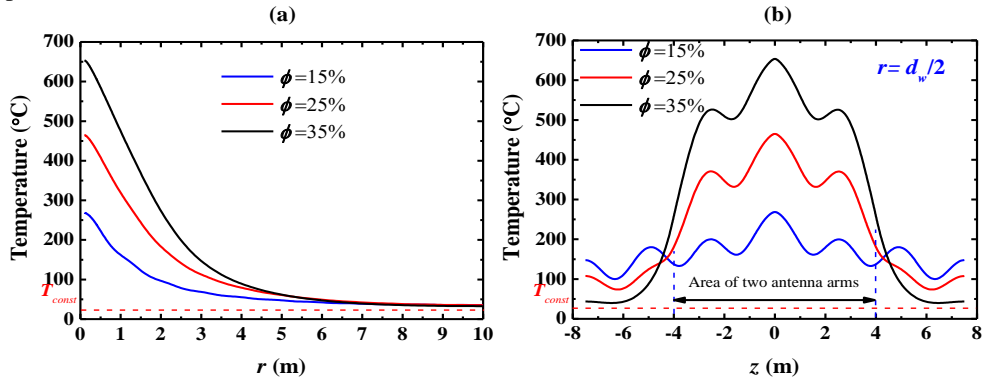 (a)
700
600
500
400
300
200
100
0
T const
Temperature (°C)
ϕ=15%
ϕ=25%
ϕ=35%
0 1 2 3 4 5 6 7 8 9 10
r (m)
(b)
700
600
500
400
300
200
100
0
T const
Temperature (°C)
ϕ=15%
ϕ=25%
ϕ=35%
r= d_w/2
Area of two antenna arms
-8 -6 -4 -2 0 2 4 6 8
z (m)